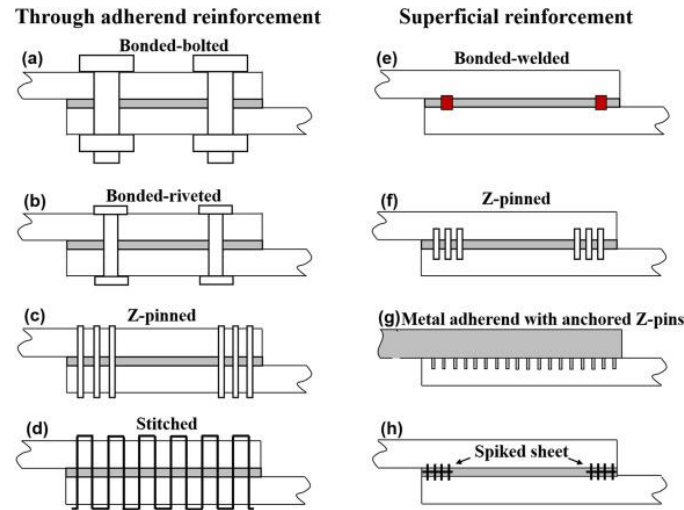 Through adherend reinforcement
(a)
Bonded-bolted
(b)
Bonded-riveted
(c)
Z-pinned
(d)
Stitched
Superficial reinforcement
(e)
Bonded-welded
(f)
Z-pinned
(g)
Metal adherend with anchored Z-pins
(h)
Spiked sheet